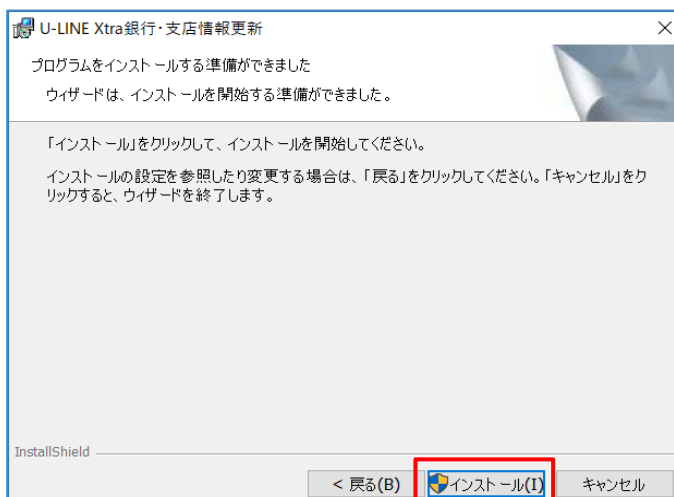 U-LINE Xtra銀行・支店情報更新
プログラムをインストールする準備ができました
ウィザードは、インストールを開始する準備ができました。
「インストール」をクリックして、インストールを開始してください。
インストールの設定を参照したり変更する場合は、「戻る」をクリックしてください。「キャンセル」をク
リックすると、ウィザードを終了します。
InstallShield
< 戻る(B)
インストール(I)
キャンセル